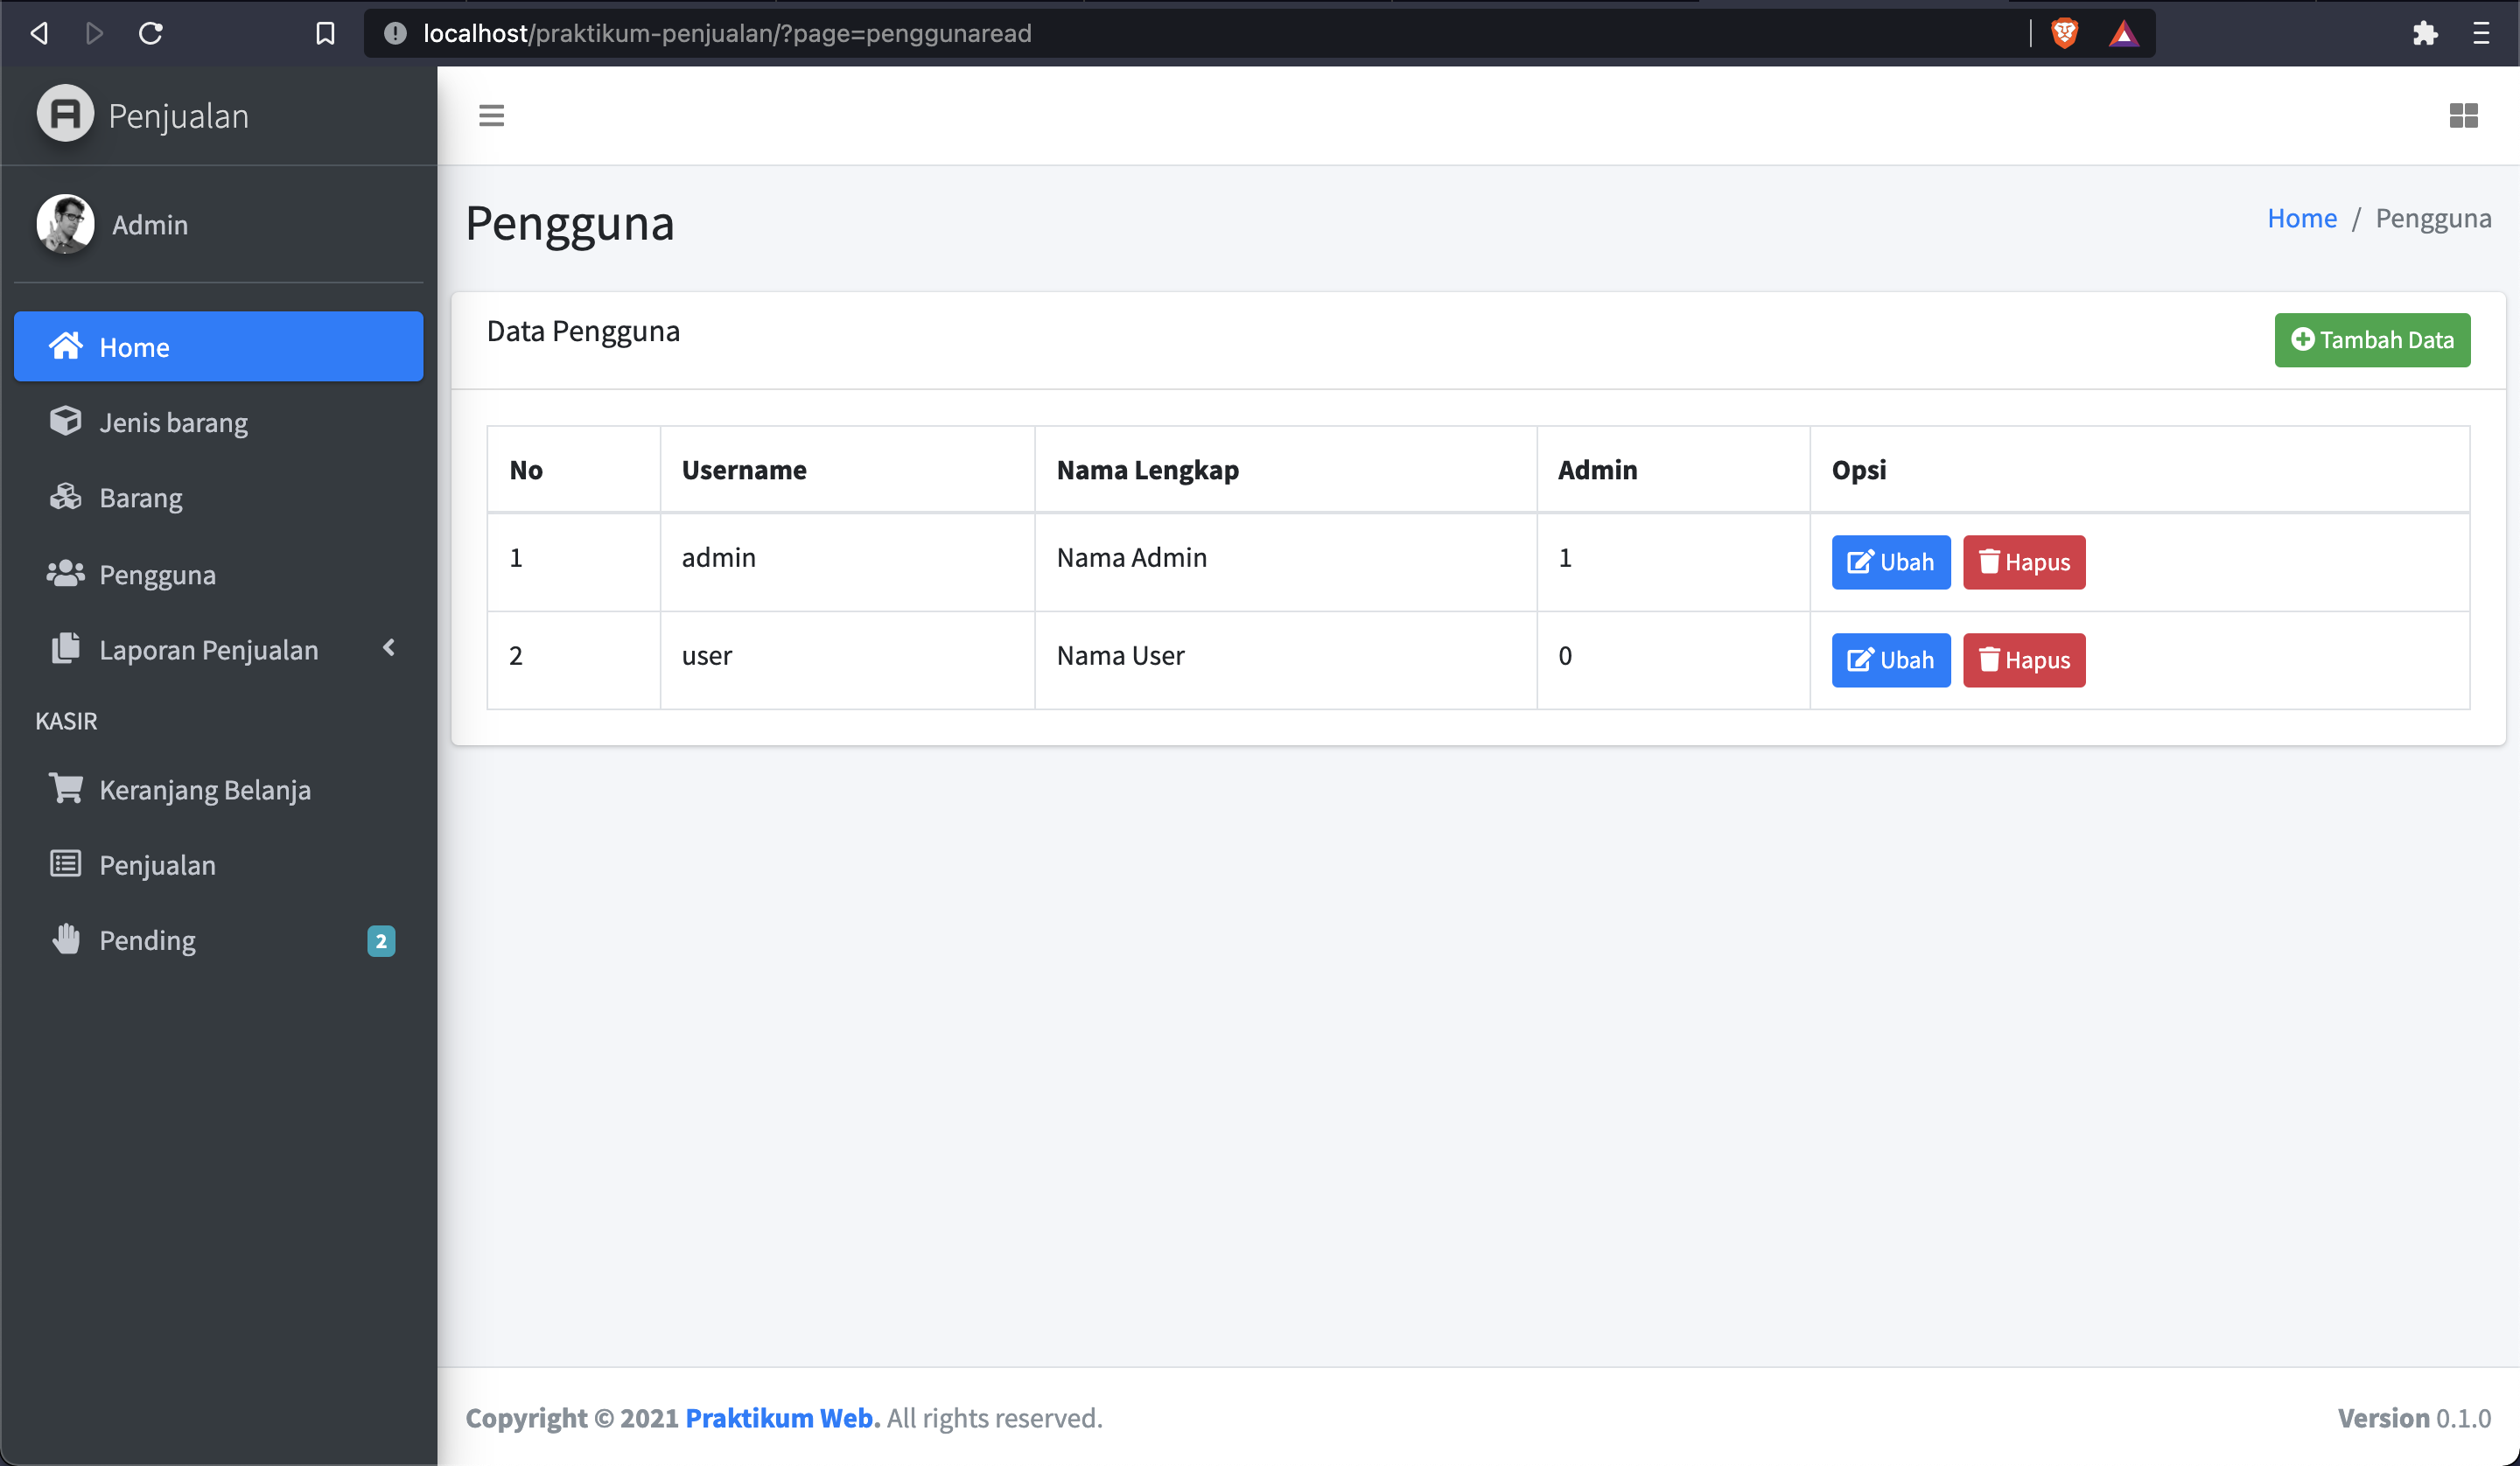 localhost/praktikum-penjualan/?page=penggunaread
Penjualan
Admin
Home
Jenis barang
Barang
Pengguna
Laporan Penjualan
KASIR
Keranjang Belanja
Penjualan
Pending 2
Pengguna
Home / Pengguna
Data Pengguna
Tambah Data
No Username Nama Lengkap Admin Opsi
1 admin Nama Admin 1 Ubah Hapus
2 user Nama User 0 Ubah Hapus
Copyright © 2021 Praktikum Web. All rights reserved.
Version 0.1.0